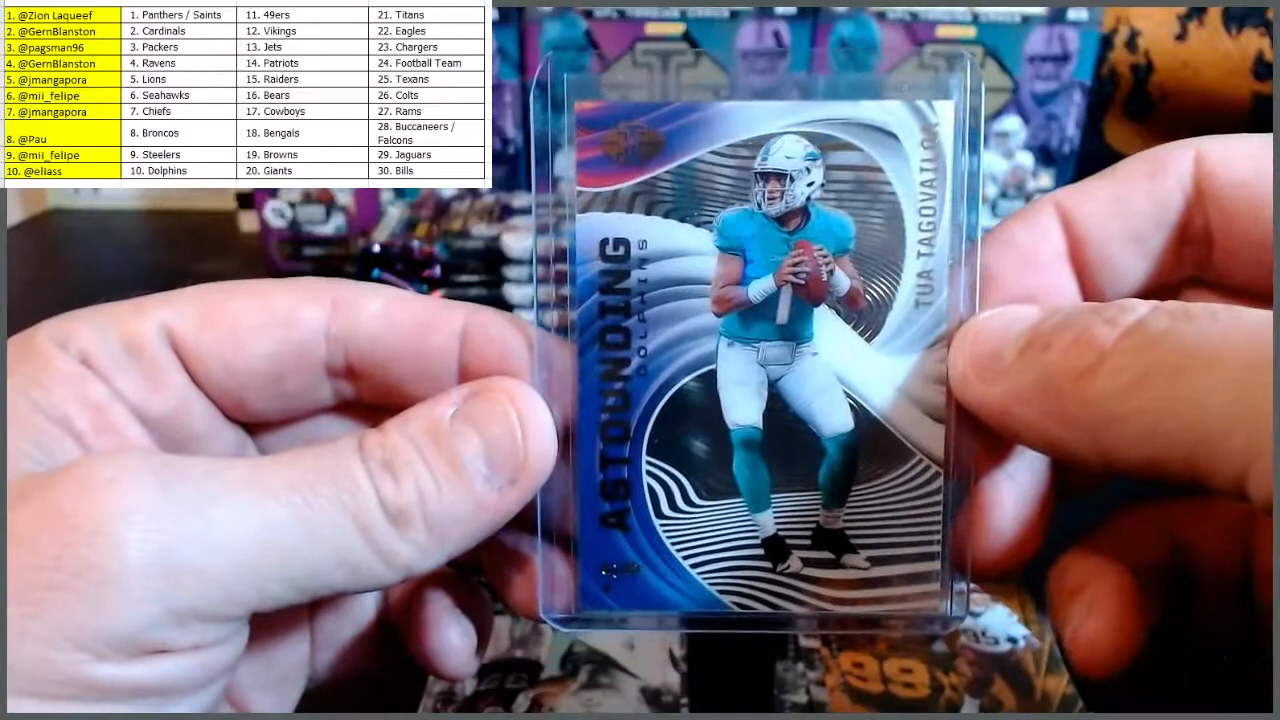 1. @Zion Laqueef 1. Panthers / Saints 11. 49ers 21. Titans
2. @GernBlanston 2. Cardinals 12. Vikings 22. Eagles
3. @pagsman96 3. Packers 13. Jets 23. Chargers
4. @GernBlanston 4. Ravens 14. Patriots 24. Football Team
5. @jmangapora 5. Lions 15. Raiders 25. Texans
6. @mii_felipe 6. Seahawks 16. Bears 26. Colts
7. @jmangapora 7. Chiefs 17. Cowboys 27. Rams
8. @Pau 8. Broncos 18. Bengals 28. Buccaneers / Falcons
9. @mii_felipe 9. Steelers 19. Browns 29. Jaguars
10. @eliass 10. Dolphins 20. Giants 30. Bills
ASTOUNDING
DOLPHINS
TUA TAGOVAILOA
1
99
35